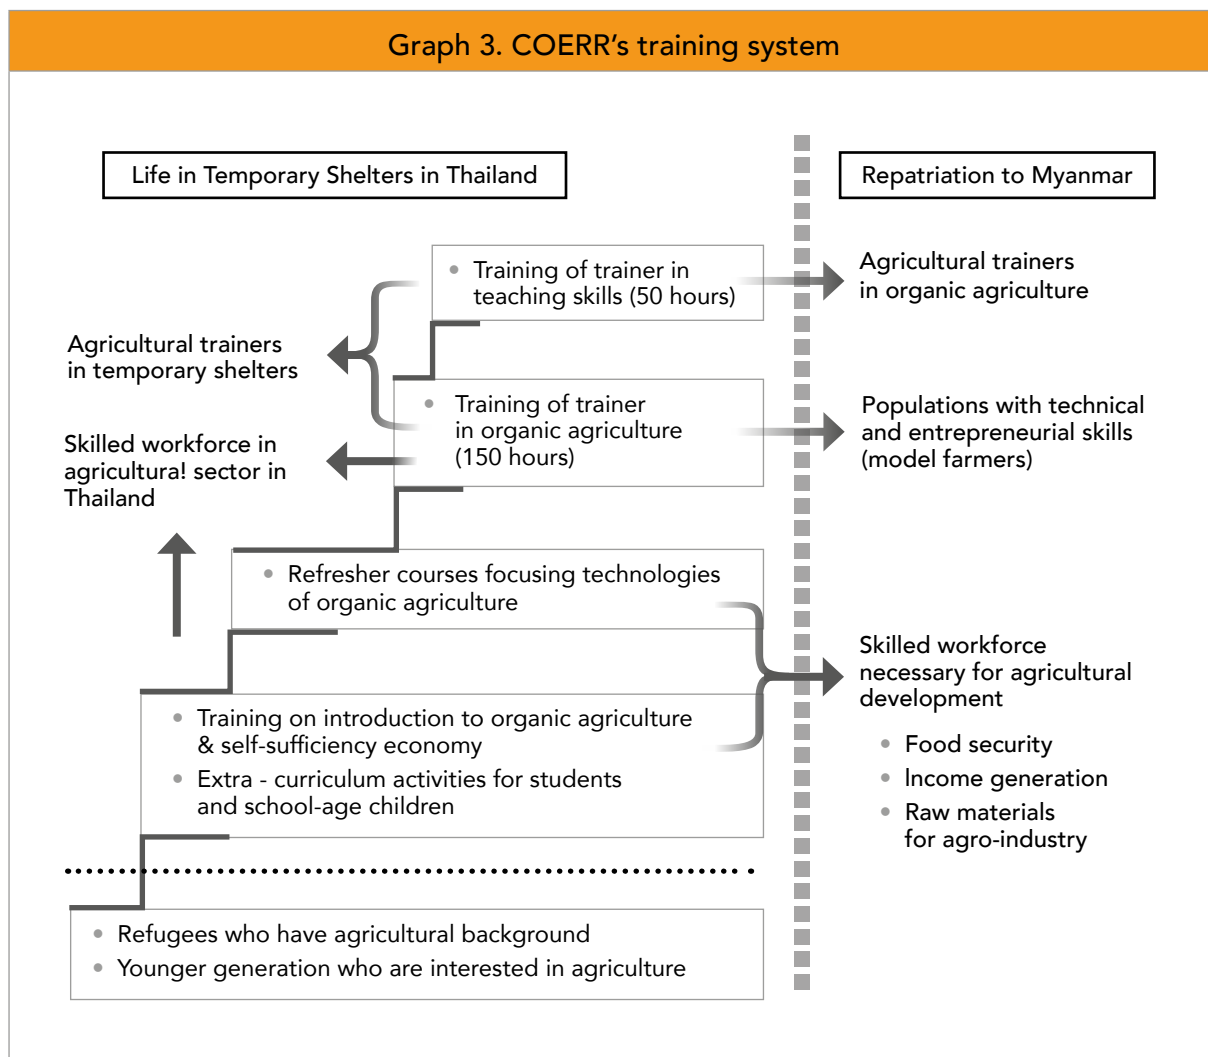 Graph 3. COERR's training system
Life in Temporary Shelters in Thailand
Repatriation to Myanmar
• Training of trainer in
teaching skills (50 hours)
Agricultural trainers
in organic agriculture
Agricultural trainers
in temporary shelters
• Training of trainer
in organic agriculture
(150 hours)
Populations with technical
and entrepreneurial skills
(model farmers)
Skilled workforce in
agricultura! sector in
Thailand
• Refresher courses focusing technologies
of organic agriculture
Skilled workforce
necessary for agricultural
development
• Food security
• Income generation
• Raw materials
for agro-industry
• Training on introduction to organic agriculture
& self-sufficiency economy
• Extra - curriculum activities for students
and school-age children
• Refugees who have agricultural background
• Younger generation who are interested in agriculture